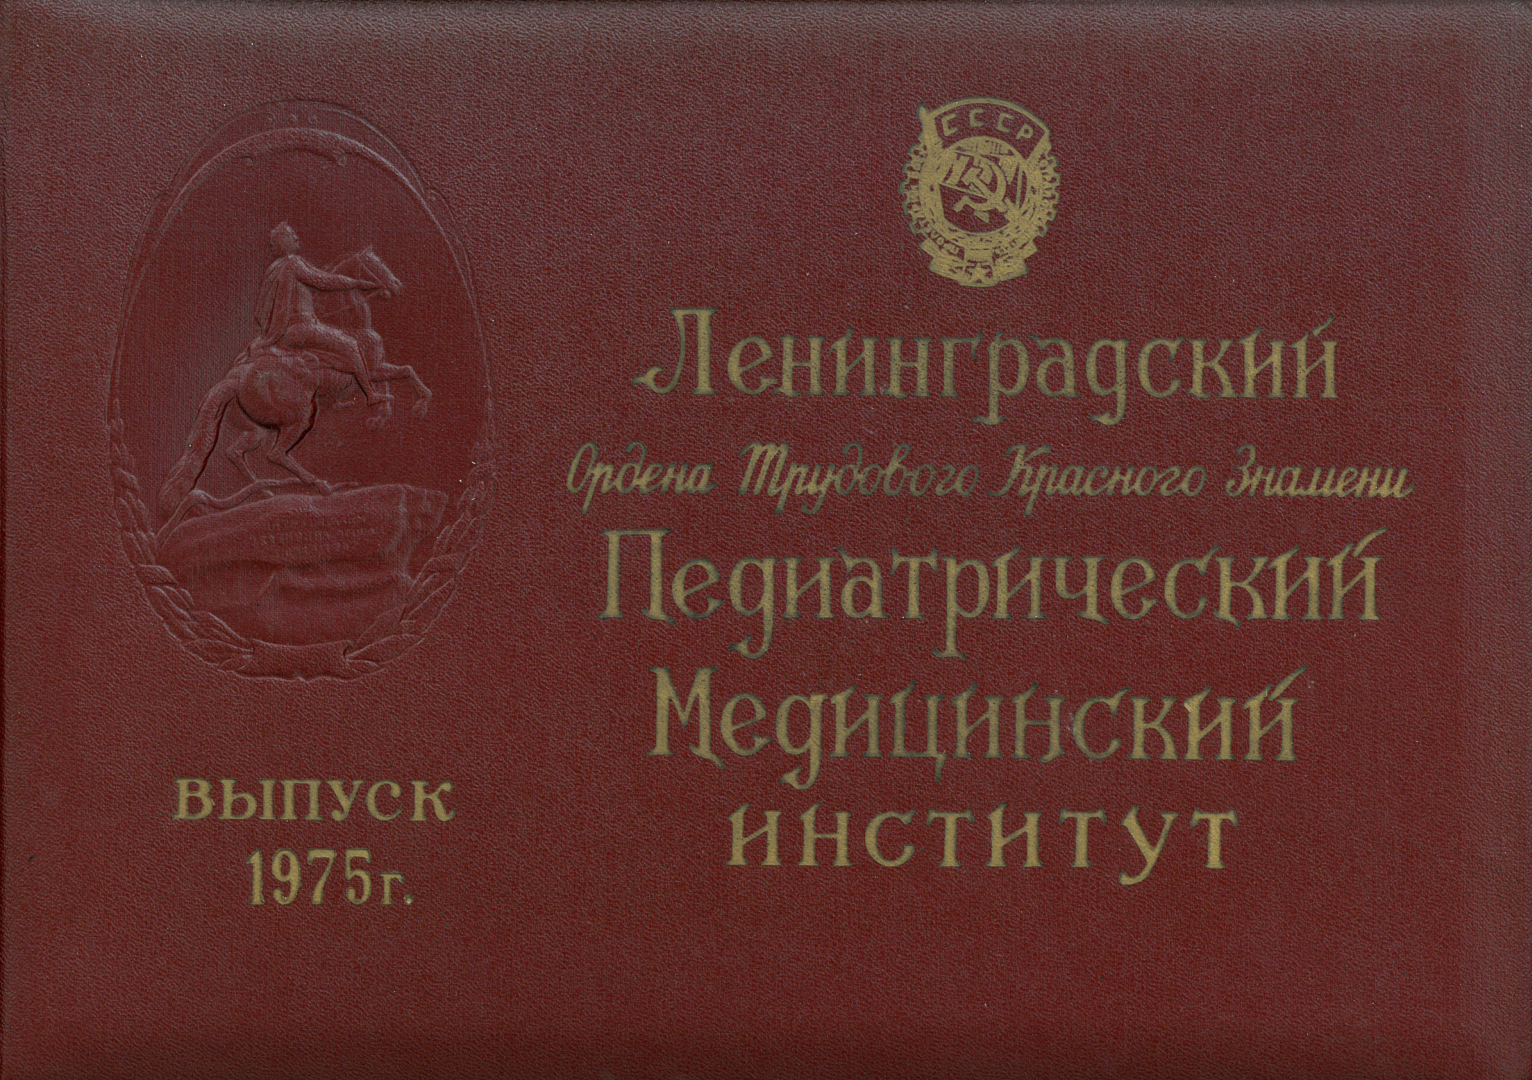 СССР
Ленинградский
Ордена Трудового Красного Знамени
Педиатрический
Медицинский
институт
выпуск
1975г.